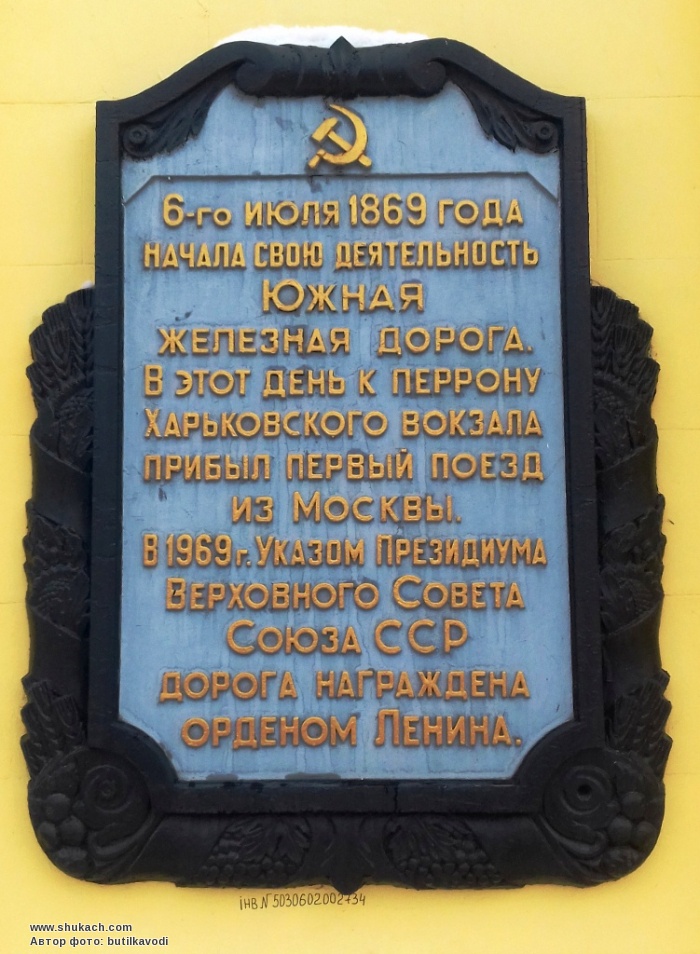 6-го июля 1869 года
начала свою деятельность
Южная
железная дорога.
В этот день к перрону
Харьковского вокзала
прибыл первый поезд
из Москвы.
В 1969 г. Указом Президиума
Верховного Совета
Союза ССР
дорога награждена
орденом Ленина.
інв.N 5030602002734
www.shukach.com
Автор фото: butilkavodi